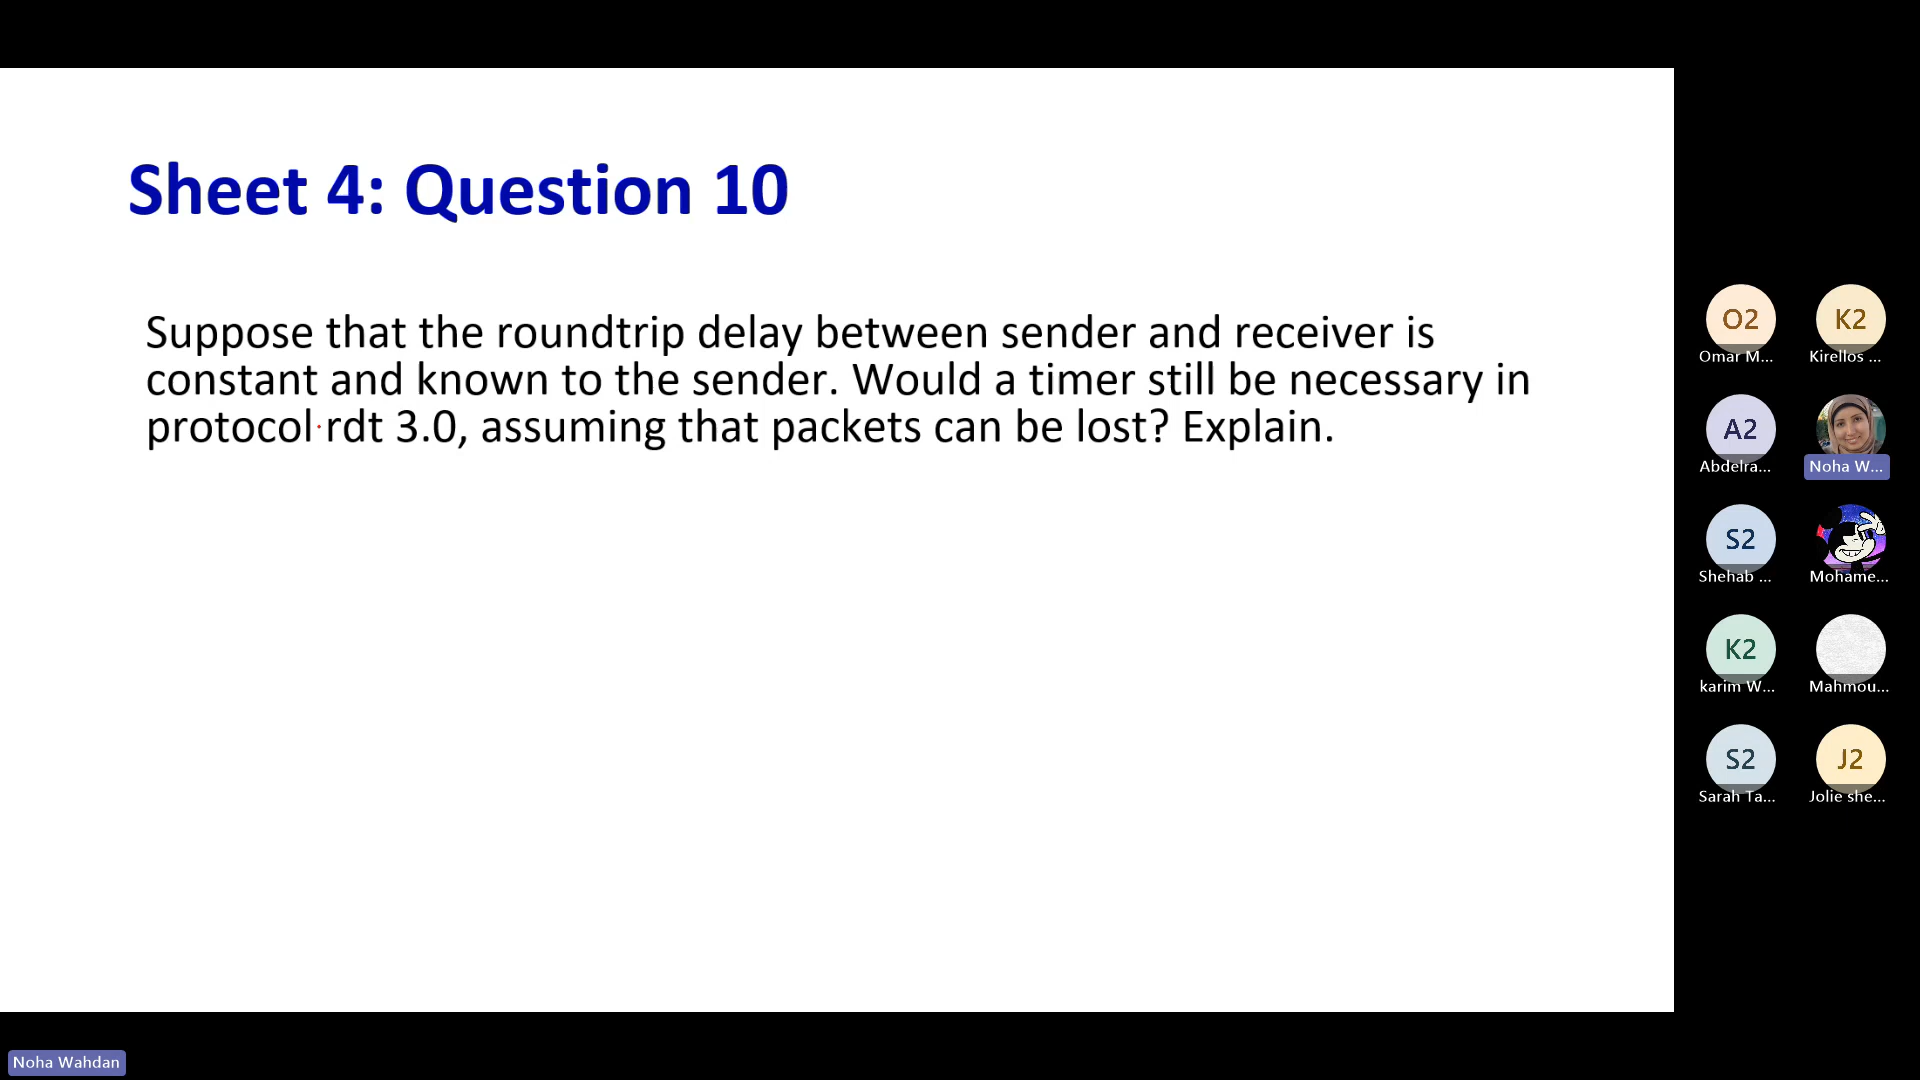 Sheet 4: Question 10
Suppose that the roundtrip delay between sender and receiver is
constant and known to the sender. Would a timer still be necessary in
protocol rdt 3.0, assuming that packets can be lost? Explain.
O2
Omar M...
K2
Kirellos ...
A2
Abdelra...
Noha W...
S2
Shehab ...
Mohame...
K2
karim W...
Mahmou...
S2
Sarah Ta...
J2
Jolie she...
Noha Wahdan